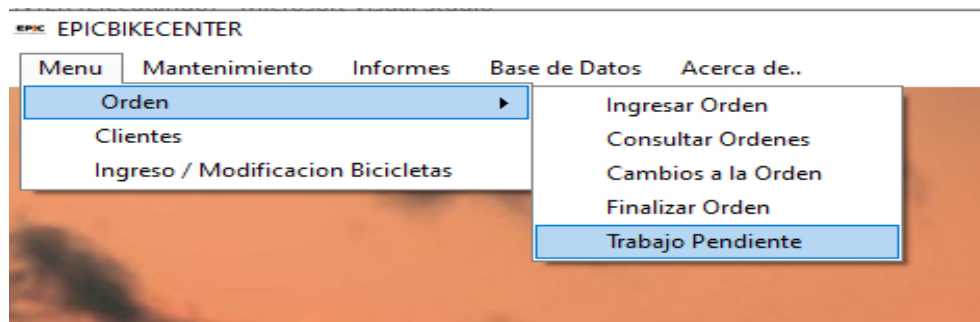 EPIC EPICBIKECENTER
Menu Mantenimiento Informes Base de Datos Acerca de..
Orden
Clientes
Ingreso / Modificacion Bicicletas
Ingresar Orden
Consultar Ordenes
Cambios a la Orden
Finalizar Orden
Trabajo Pendiente